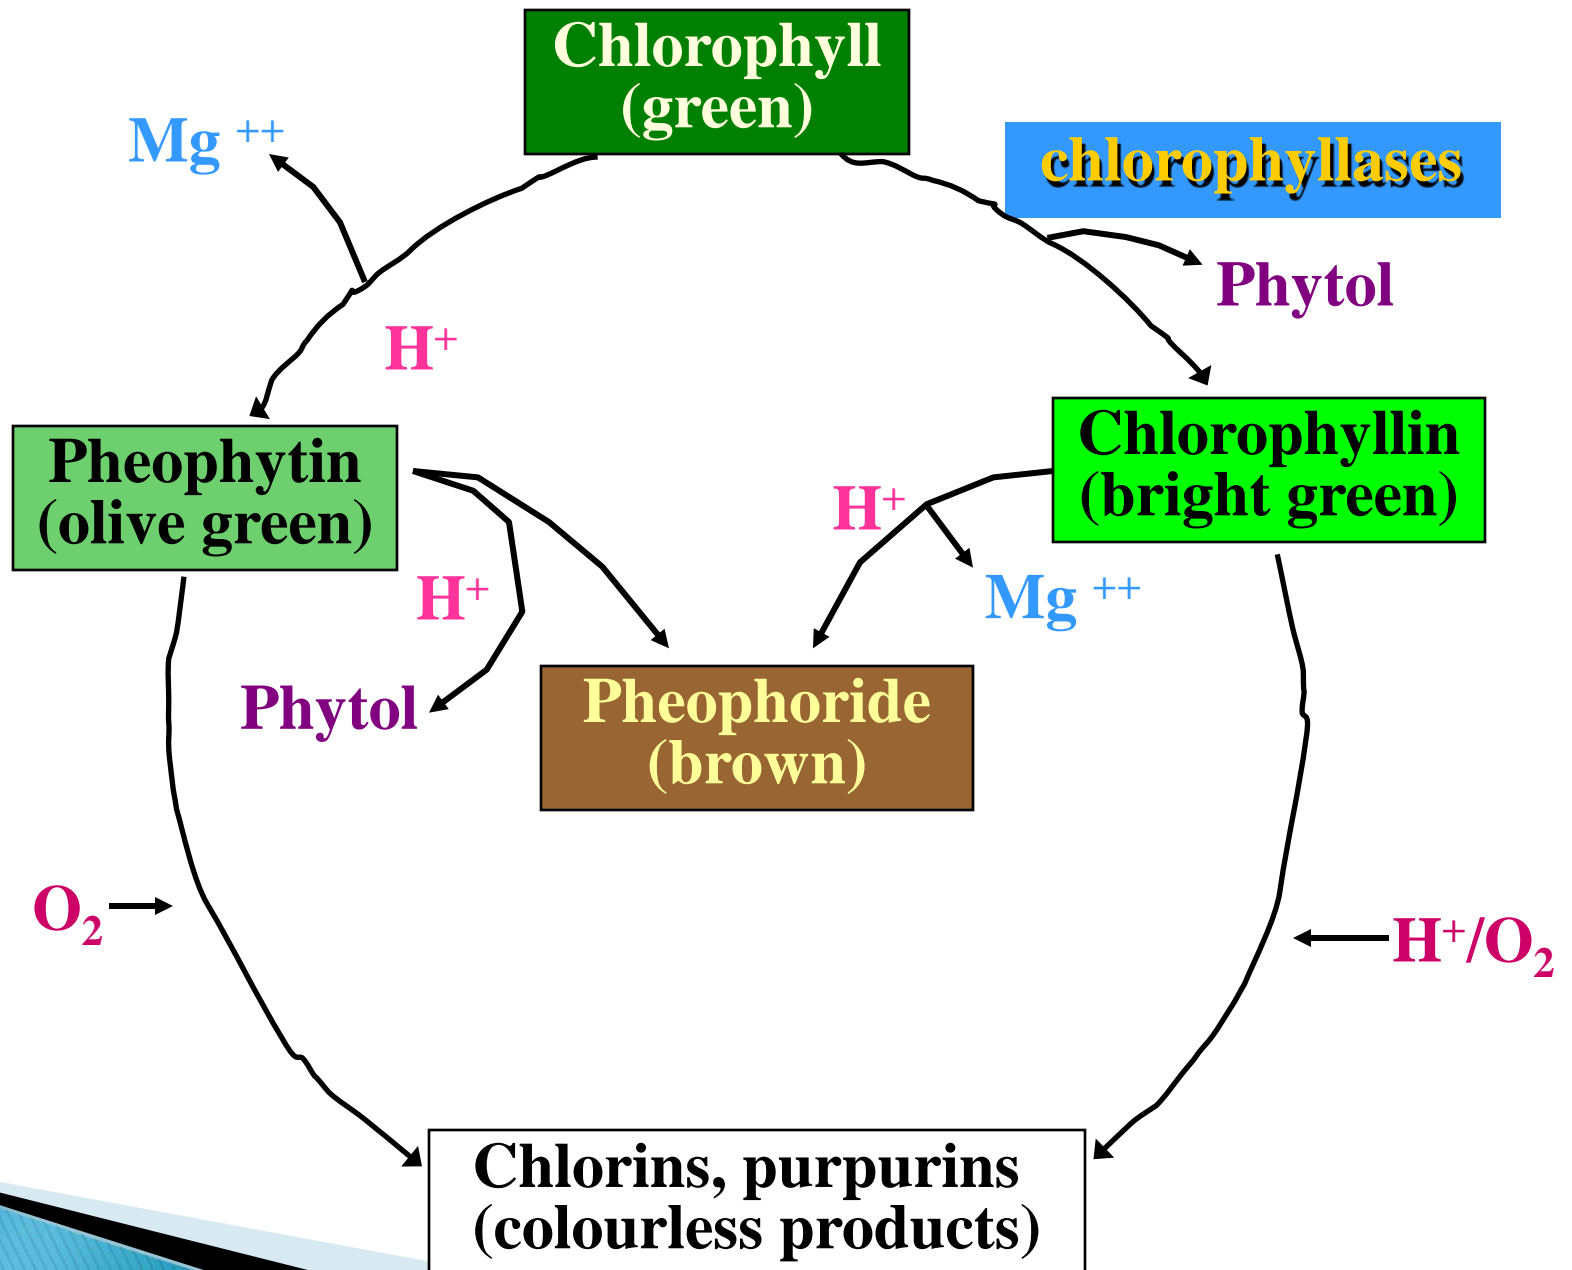 Chlorophyll
(green)
Mg ++
chlorophyllases
Phytol
H+
Pheophytin
(olive green)
Chlorophyllin
(bright green)
H+
H+
Mg ++
Phytol
Pheophoride
(brown)
O2
H+/O2
Chlorins, purpurins
(colourless products)